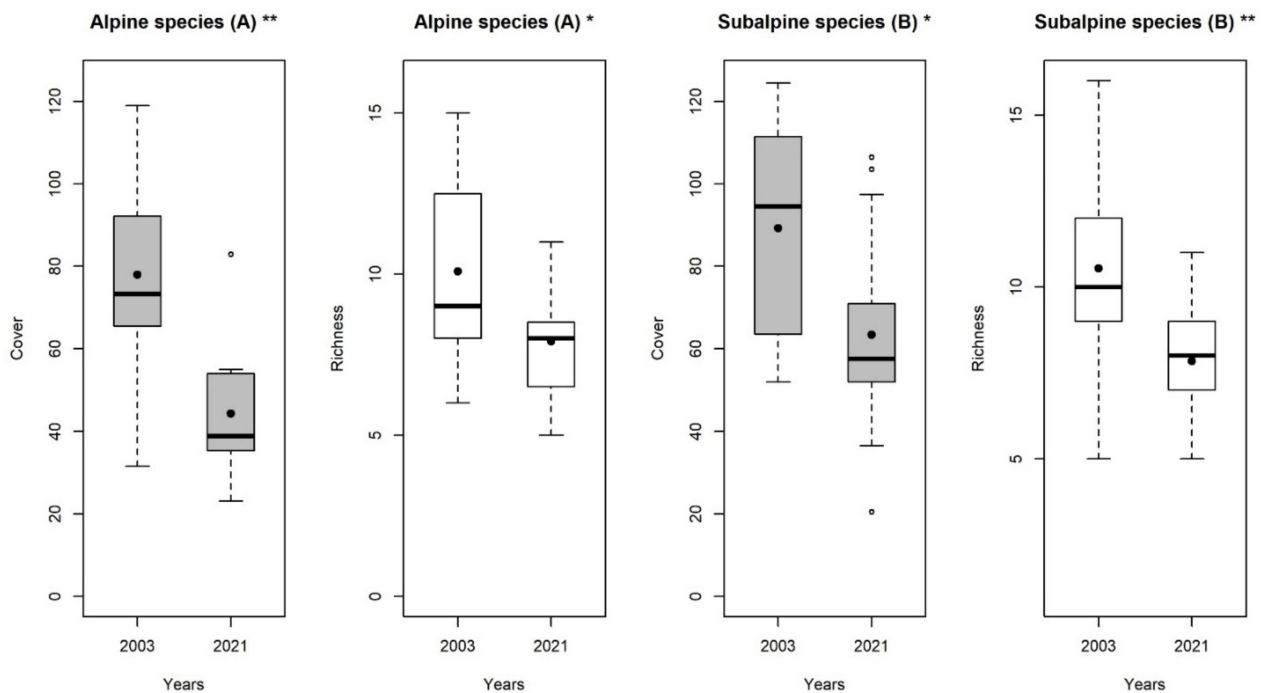 Alpine species (A) **
Cover
120
100
80
60
40
20
0
2003 2021
Years
Alpine species (A) *
Richness
15
10
5
0
2003 2021
Years
Subalpine species (B) *
Cover
120
100
80
60
40
20
0
2003 2021
Years
Subalpine species (B) **
Richness
15
10
5
2003 2021
Years